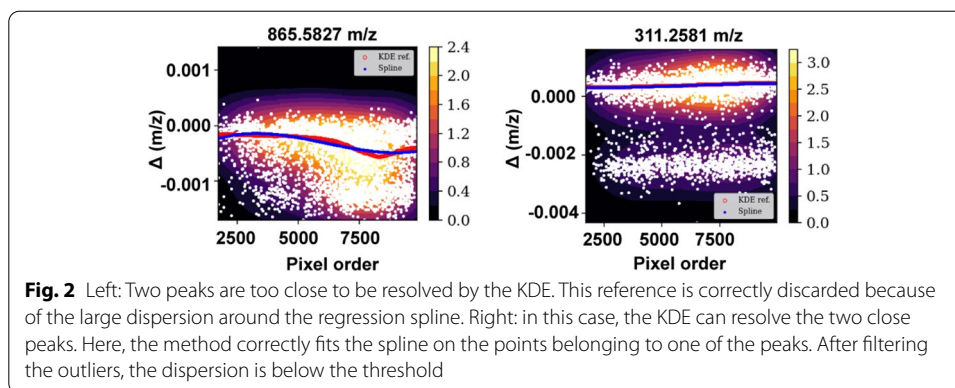 865.5827 m/z
KDE ref.
Spline
0.001
0.000
-0.001
Δ (m/z)
2500 5000 7500
Pixel order
2.4
2.0
1.6
1.2
0.8
0.4
0.0
311.2581 m/z
0.000
-0.002
-0.004
Δ (m/z)
KDE ref.
Spline
2500 5000 7500
Pixel order
3.0
2.5
2.0
1.5
1.0
0.5
0.0
Fig. 2 Left: Two peaks are too close to be resolved by the KDE. This reference is correctly discarded because
of the large dispersion around the regression spline. Right: in this case, the KDE can resolve the two close
peaks. Here, the method correctly fits the spline on the points belonging to one of the peaks. After filtering
the outliers, the dispersion is below the threshold